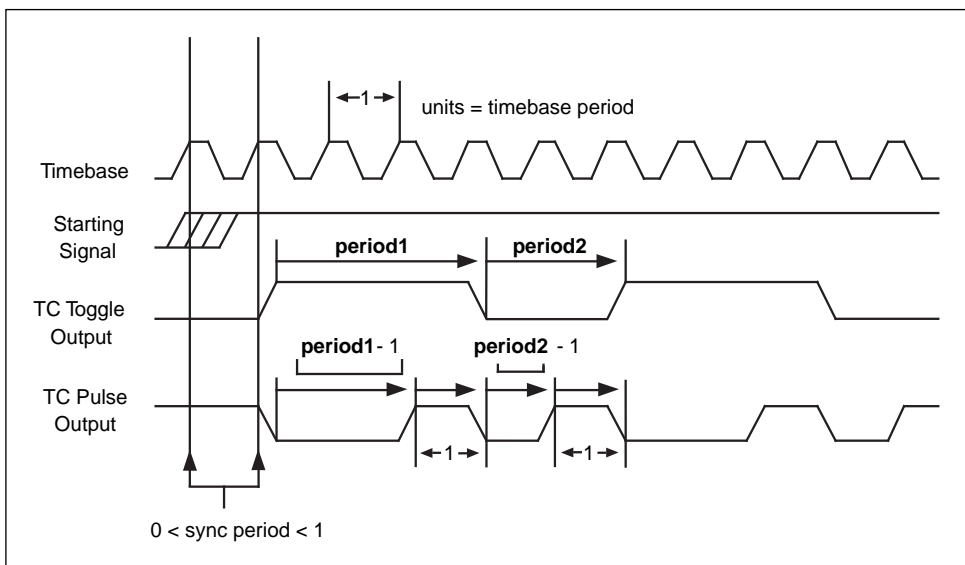 1
units = timebase period
Timebase
Starting
Signal
period1
period2
TC Toggle
Output
period1 - 1
period2 - 1
TC Pulse
Output
1
1
0 < sync period < 1